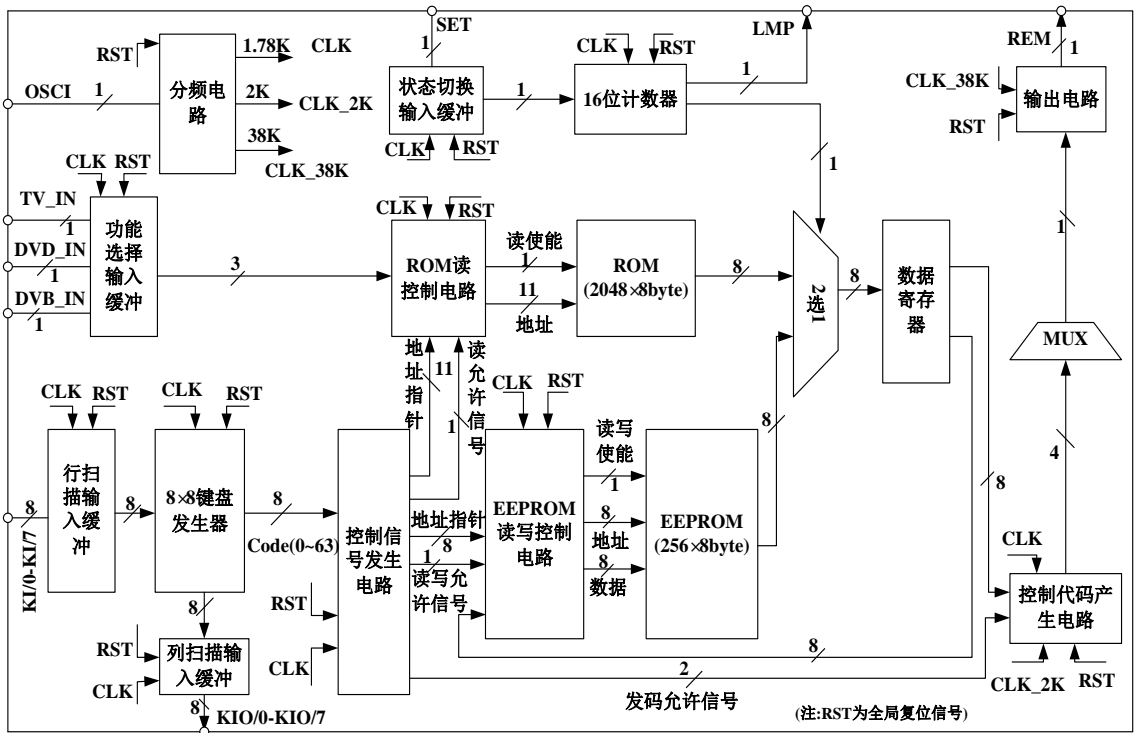 SET
LMP
REM
1
RST
1.78K
CLK
OSCI
1
分频电
路
2K
CLK_2K
38K
CLK_38K
状态切换
输入缓冲
CLK
RST
1
CLK
RST
16位计数器
1
1
1
CLK_38K
RST
输出电路
1
CLK
RST
TV_IN
1
DVD_IN
1
DVB_IN
1
功能
选择
输入
缓冲
3
CLK
RST
ROM读
控制电路
读使能
1
11
地址
ROM
(2048×8byte)
8
2选1
8
数据
寄存
器
MUX
4
地址指针
11
读允许信号
1
CLK
RST
行扫
描输
入缓
冲
8
KI/0-KI/7
8
CLK
RST
8×8键盘
发生器
8
Code(0~63)
8
列扫描输
入缓冲
RST
CLK
8
KIO/0-KIO/7
控制信
号发生
电路
RST
CLK
地址指针
8
1
读写允
许信号
CLK
RST
EEPROM
读写控制
电路
读写
使能
1
8
地址
8
数据
EEPROM
(256×8byte)
8
8
8
2
发码允许信号
CLK
控制代码产
生电路
CLK_2K
RST
(注:RST为全局复位信号)